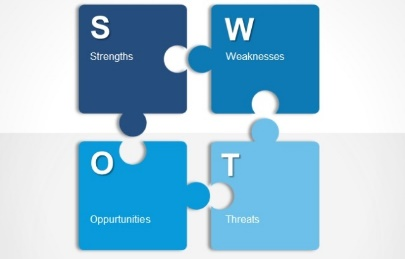 S
Strengths
W
Weaknesses
O
Oppurtunities
T
Threats